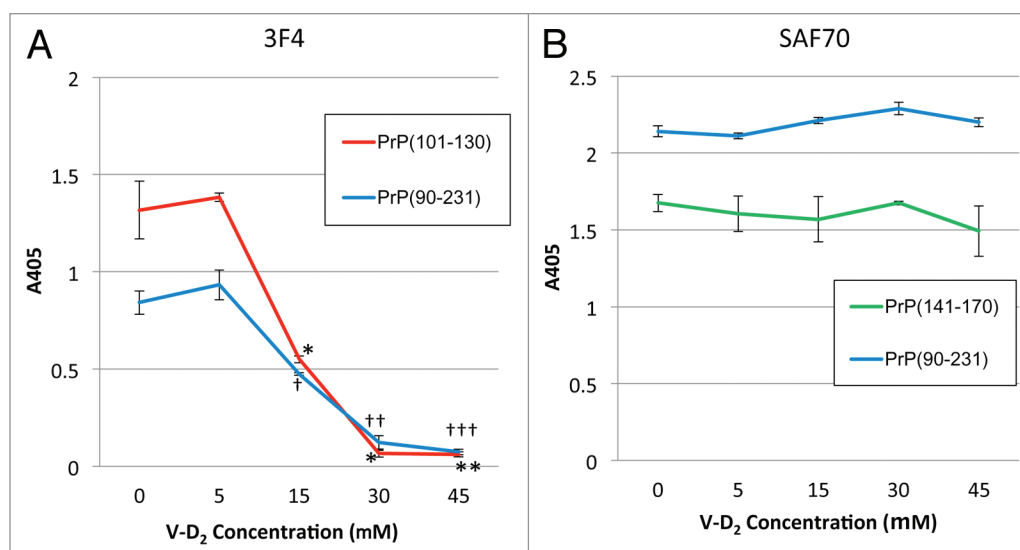 A
3F4
2
1.5
1
0.5
0
A405
PrP(101-130)
PrP(90-231)
*
†
††
*
†††
**
0 5 15 30 45
V-D2 Concentration (mM)
B
SAF70
2.5
2
1.5
1
0.5
0
A405
PrP(141-170)
PrP(90-231)
0 5 15 30 45
V-D2 Concentration (mM)